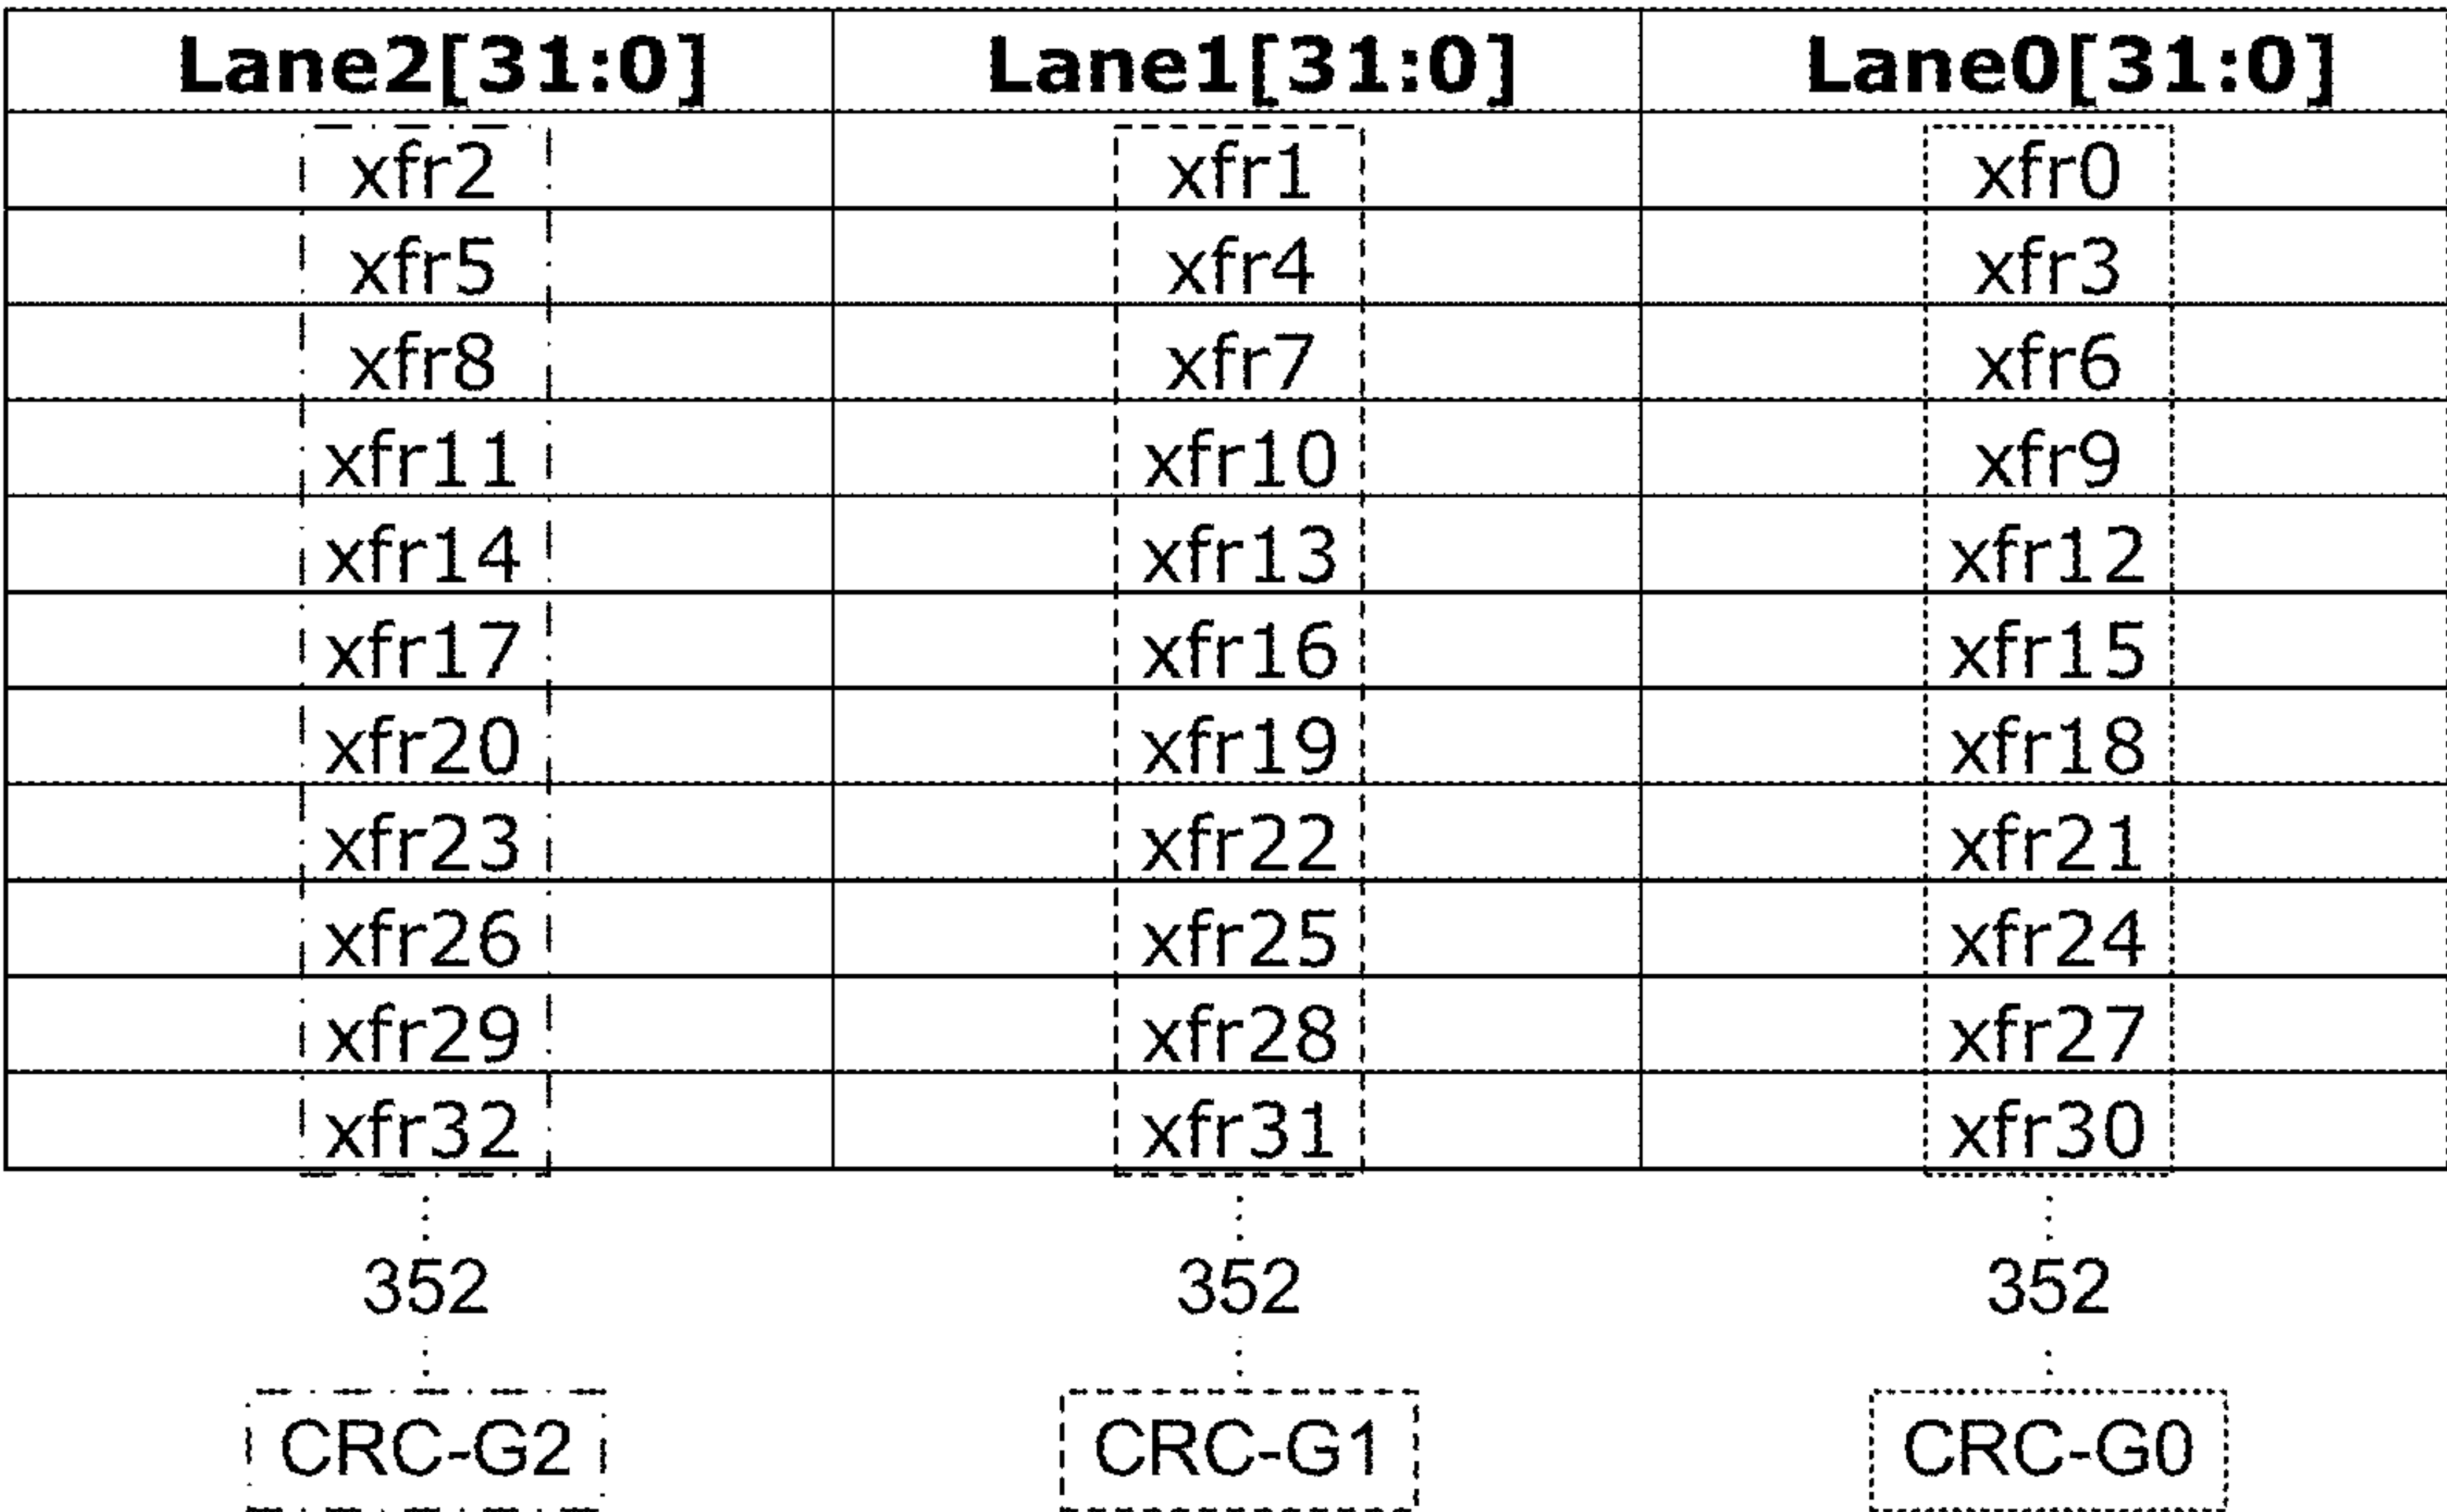 Lane2[31:0] Lane1[31:0] Lane0[31:0]
xfr2 xfr1 xfr0
xfr5 xfr4 xfr3
xfr8 xfr7 xfr6
xfr11 xfr10 xfr9
xfr14 xfr13 xfr12
xfr17 xfr16 xfr15
xfr20 xfr19 xfr18
xfr23 xfr22 xfr21
xfr26 xfr25 xfr24
xfr29 xfr28 xfr27
xfr32 xfr31 xfr30
352 352 352
CRC-G2 CRC-G1 CRC-G0